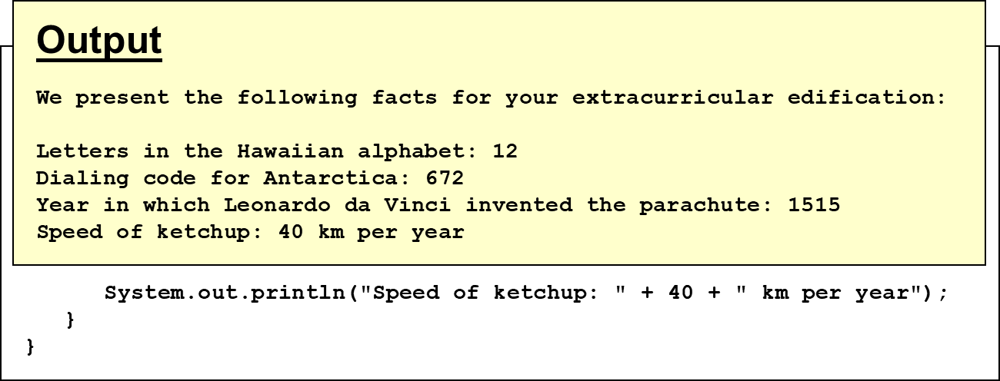 Output
We present the following facts for your extracurricular edification:
Letters in the Hawaiian alphabet: 12
Dialing code for Antarctica: 672
Year in which Leonardo da Vinci invented the parachute: 1515
Speed of ketchup: 40 km per year
System.out.println("Speed of ketchup: " + 40 + " km per year");
}
}